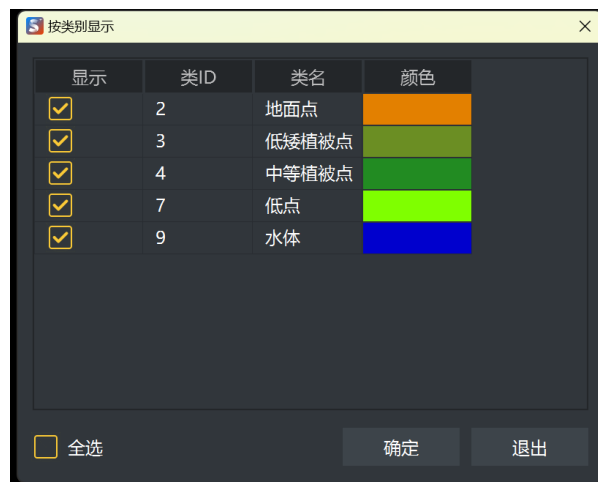 按类别显示
显示 类ID 类名 颜色
2 地面点
3 低矮植被点
4 中等植被点
7 低点
9 水体
全选 确定 退出